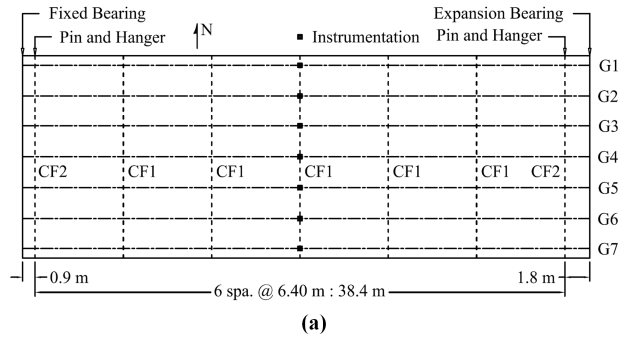 Fixed Bearing
Expansion Bearing
Pin and Hanger
N
Instrumentation
Pin and Hanger
G1
G2
G3
G4
CF2 CF1 CF1 CF1 CF1 CF1 CF2
G5
G6
G7
0.9 m
1.8 m
6 spa. @ 6.40 m : 38.4 m
(a)